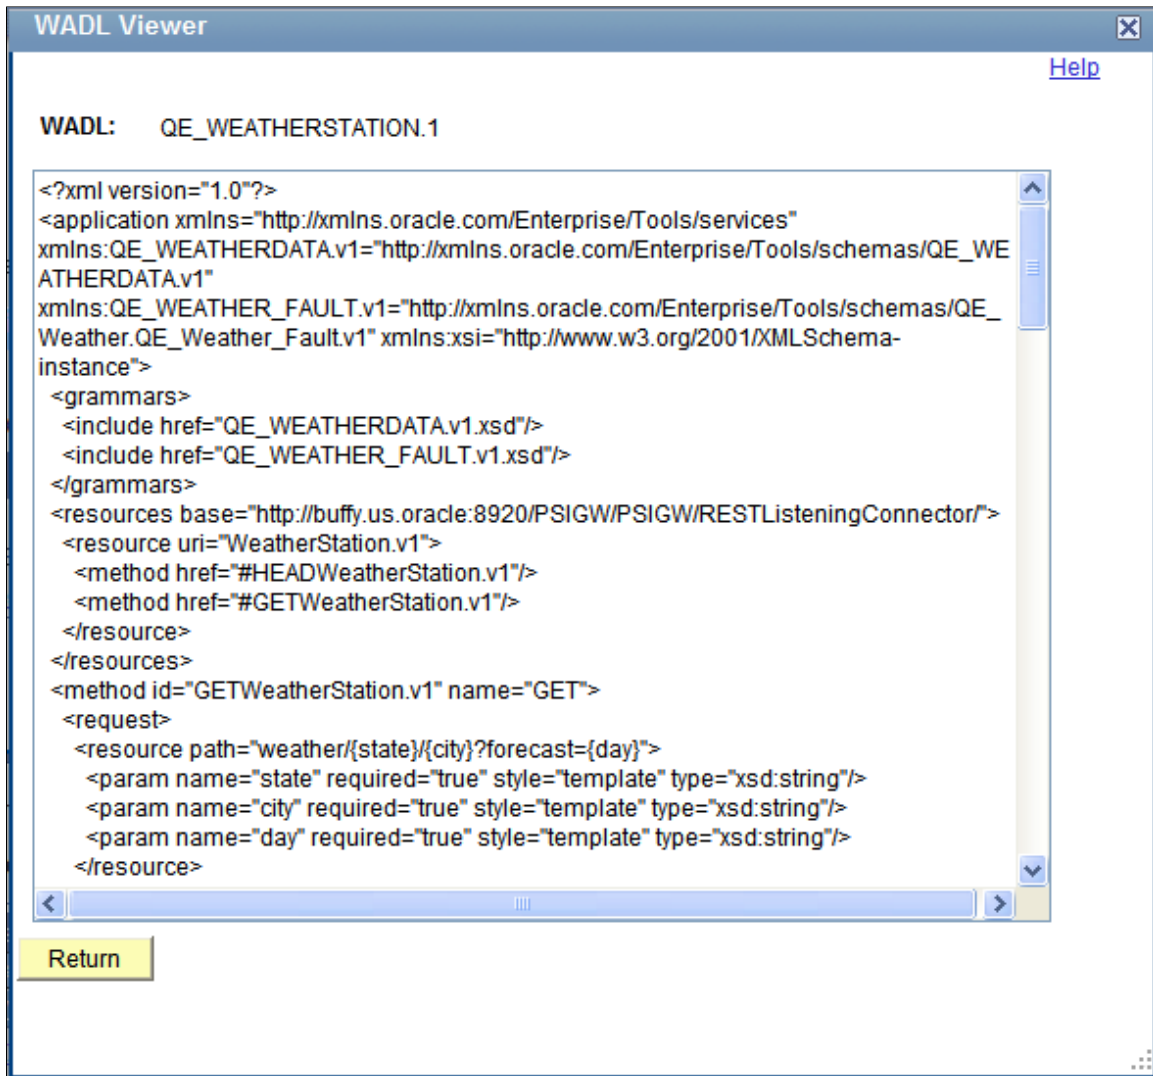 WADL Viewer
Help
WADL: QE_WEATHERSTATION.1
<?xml version="1.0"?>
<application xmlns="http://xmlns.oracle.com/Enterprise/Tools/services"
xmlns:QE_WEATHERDATA.v1="http://xmlns.oracle.com/Enterprise/Tools/schemas/QE_WE
ATHERDATA.v1"
xmlns:QE_WEATHER_FAULT.v1="http://xmlns.oracle.com/Enterprise/Tools/schemas/QE_
Weather.QE_Weather_Fault.v1" xmlns:xsi="http://www.w3.org/2001/XMLSchema-
instance">
<grammars>
<include href="QE_WEATHERDATA.v1.xsd"/>
<include href="QE_WEATHER_FAULT.v1.xsd"/>
</grammars>
<resources base="http://buffy.us.oracle:8920/PSIGW/PSIGW/RESTListeningConnector/">
<resource uri="WeatherStation.v1">
<method href="#HEADWeatherStation.v1"/>
<method href="#GETWeatherStation.v1"/>
</resource>
</resources>
<method id="GETWeatherStation.v1" name="GET">
<request>
<resource path="weather/{state}/{city}?forecast={day}">
<param name="state" required="true" style="template" type="xsd:string"/>
<param name="city" required="true" style="template" type="xsd:string"/>
<param name="day" required="true" style="template" type="xsd:string"/>
</resource>
Return